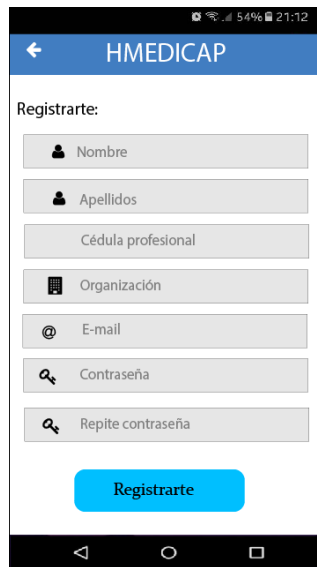 54% 21:12
HMEDICAP
Registrarte:
Nombre
Apellidos
Cédula profesional
Organización
@ E-mail
Contraseña
Repite contraseña
Registrarte